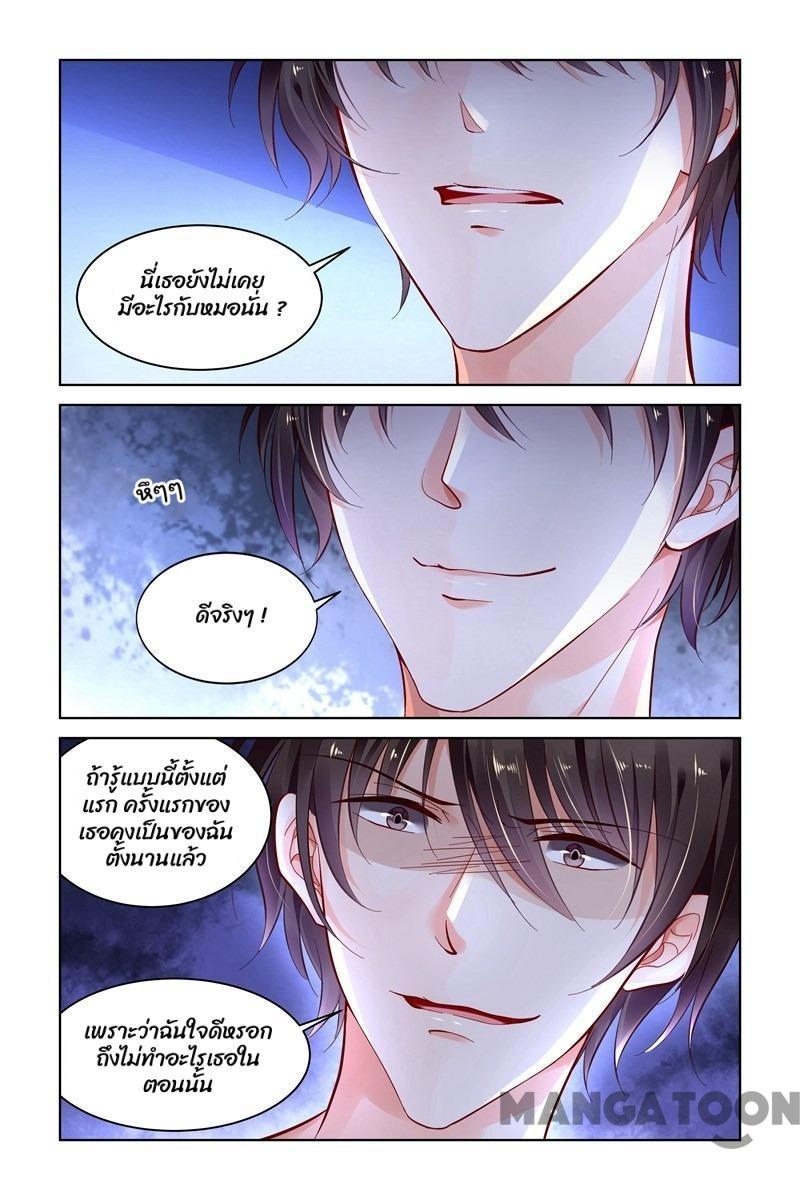 นี่เธอยังไม่เคย
มีอะไรกับหมอนั่น ?
หึๆๆ
ดีจริงๆ !
ถ้ารู้แบบนี้ตั้งแต่
แรก ครั้งแรกของ
เธอคงเป็นของฉัน
ตั้งนานแล้ว
เพราะว่าฉันใจดีหรอก
ถึงไม่ทำอะไรเธอใน
ตอนนั้น
MANGATOON